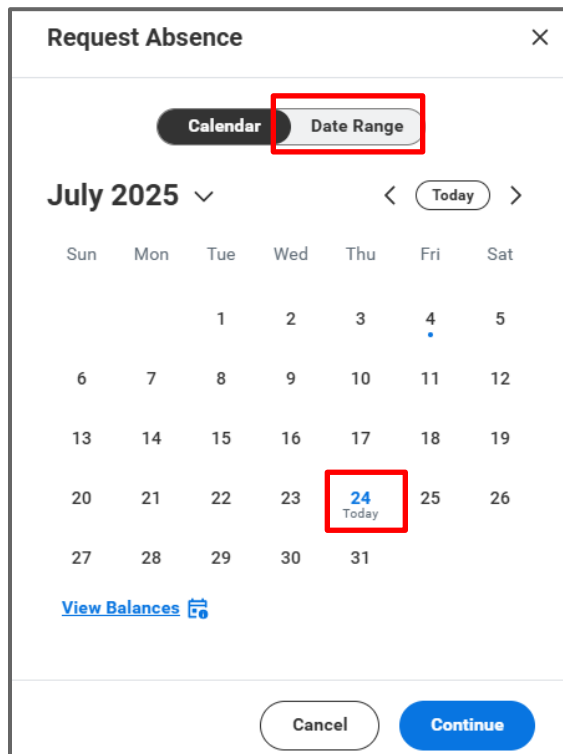 Request Absence
Calendar Date Range
July 2025 Today
Sun Mon Tue Wed Thu Fri Sat
1 2 3 4 5
6 7 8 9 10 11 12
13 14 15 16 17 18 19
20 21 22 23 24 25 26
Today
27 28 29 30 31
View Balances
Cancel Continue